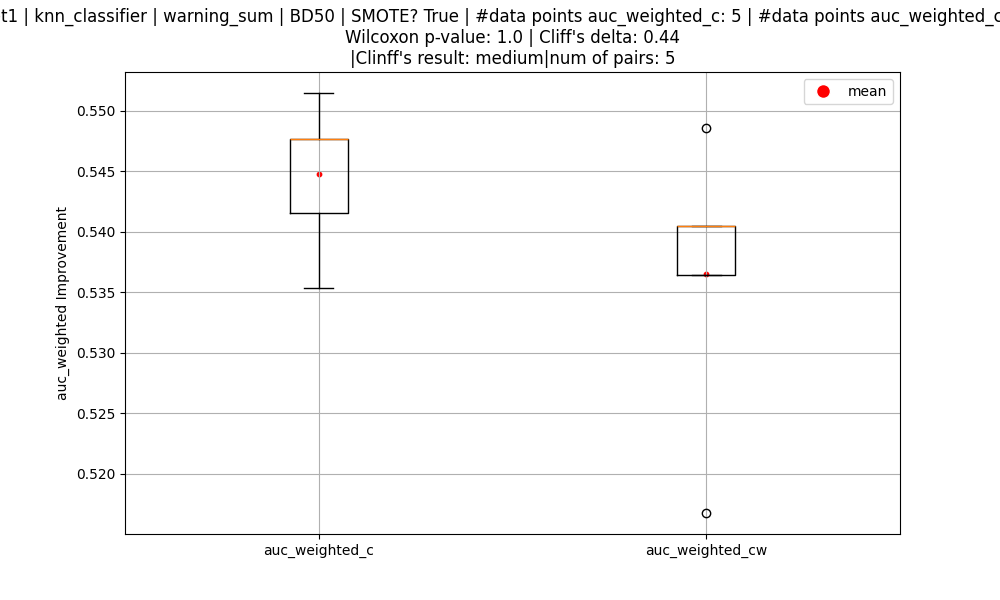 t1 | knn_classifier | warning_sum | BD50 | SMOTE? True | #data points auc_weighted_c: 5 | #data points auc_weighted_c
Wilcoxon p-value: 1.0 | Cliff's delta: 0.44
|Clinff's result: medium|num of pairs: 5
mean
0.550
0.545
0.540
0.535
0.530
0.525
0.520
auc_weighted Improvement
auc_weighted_c
auc_weighted_cw